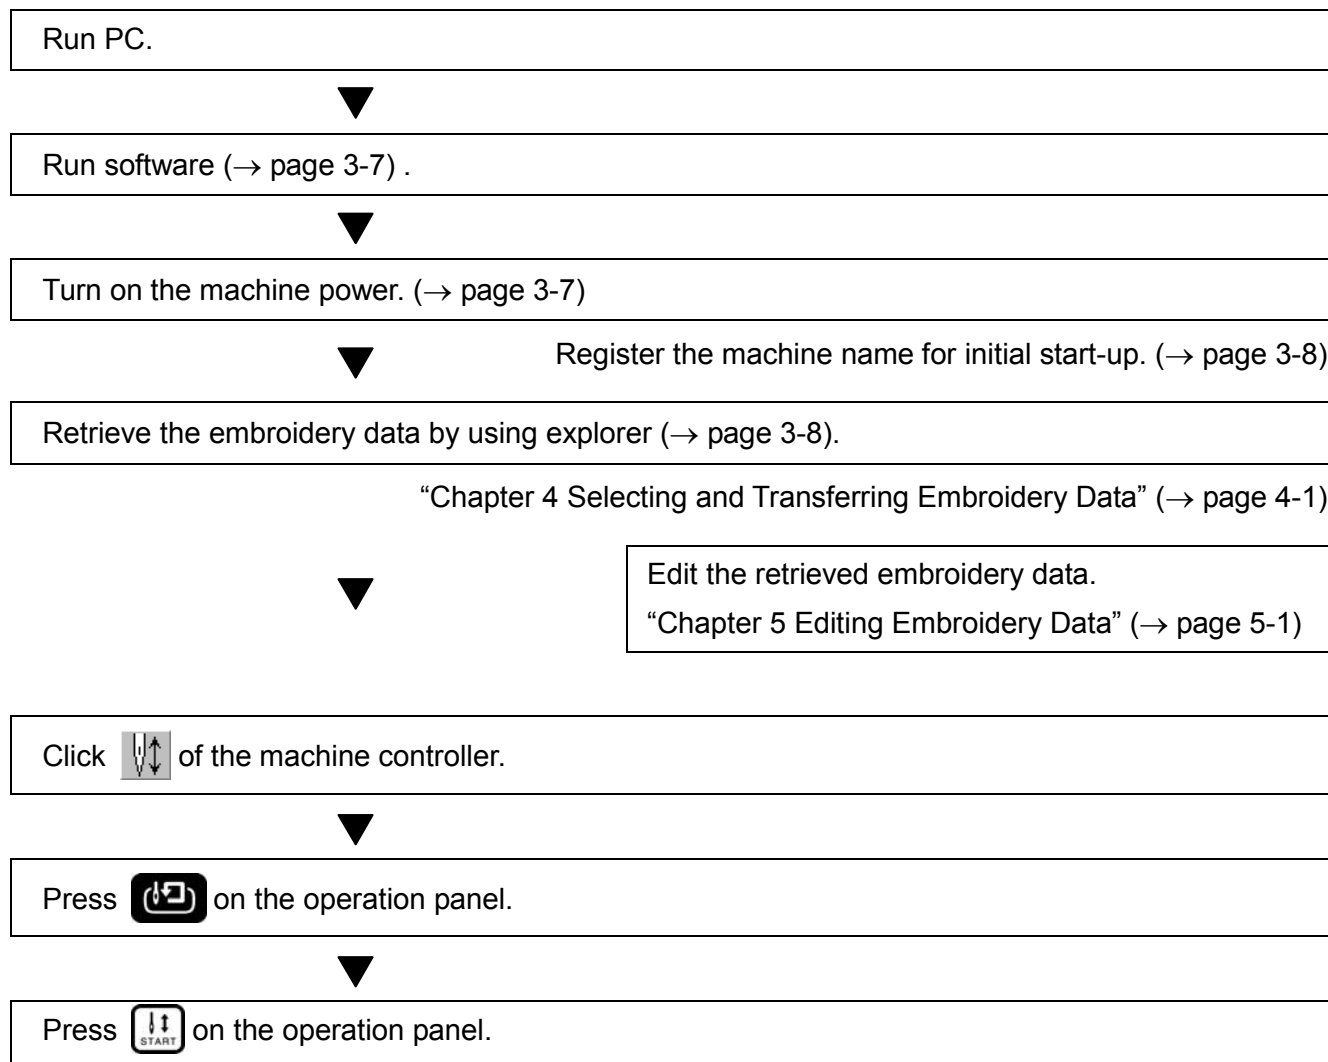 Run PC.
Run software (→ page 3-7) .
Turn on the machine power. (→ page 3-7)
Register the machine name for initial start-up. (→ page 3-8)
Retrieve the embroidery data by using explorer (→ page 3-8).
“Chapter 4 Selecting and Transferring Embroidery Data” (→ page 4-1)
Edit the retrieved embroidery data.
“Chapter 5 Editing Embroidery Data” (→ page 5-1)
Click of the machine controller.
Press on the operation panel.
Press START on the operation panel.